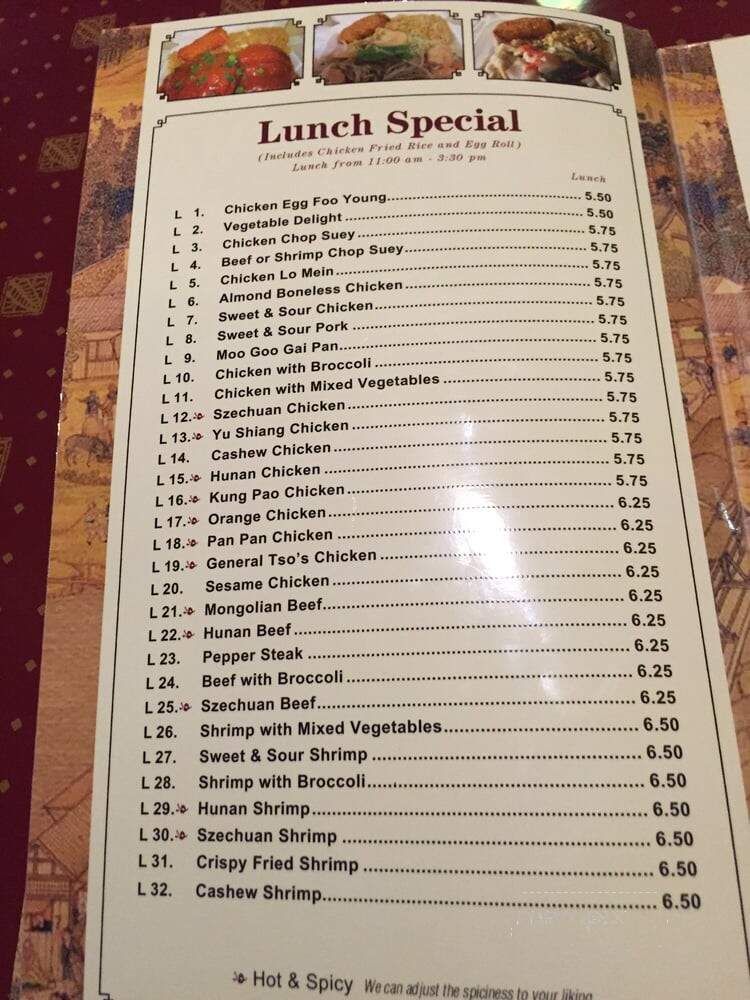 Lunch Special
(Includes Chicken Fried Rice and Egg Roll)
Lunch from 11:00 am - 3:30 pm
Lunch
L 1. Chicken Egg Foo Young 5.50
L 2. Vegetable Delight 5.50
L 3. Chicken Chop Suey 5.75
L 4. Beef or Shrimp Chop Suey 5.75
L 5. Chicken Lo Mein 5.75
L 6. Almond Boneless Chicken 5.75
L 7. Sweet & Sour Chicken 5.75
L 8. Sweet & Sour Pork 5.75
L 9. Moo Goo Gai Pan 5.75
L 10. Chicken with Broccoli 5.75
L 11. Chicken with Mixed Vegetables 5.75
L 12. Szechuan Chicken 5.75
L 13. Yu Shiang Chicken 5.75
L 14. Cashew Chicken 5.75
L 15. Hunan Chicken 5.75
L 16. Kung Pao Chicken 5.75
L 17. Orange Chicken 6.25
L 18. Pan Pan Chicken 6.25
L 19. General Tso's Chicken 6.25
L 20. Sesame Chicken 6.25
L 21. Mongolian Beef 6.25
L 22. Hunan Beef 6.25
L 23. Pepper Steak 6.25
L 24. Beef with Broccoli 6.25
L 25. Szechuan Beef 6.25
L 26. Shrimp with Mixed Vegetables 6.50
L 27. Sweet & Sour Shrimp 6.50
L 28. Shrimp with Broccoli 6.50
L 29. Hunan Shrimp 6.50
L 30. Szechuan Shrimp 6.50
L 31. Crispy Fried Shrimp 6.50
L 32. Cashew Shrimp 6.50
Hot & Spicy We can adjust the spiciness to your liking